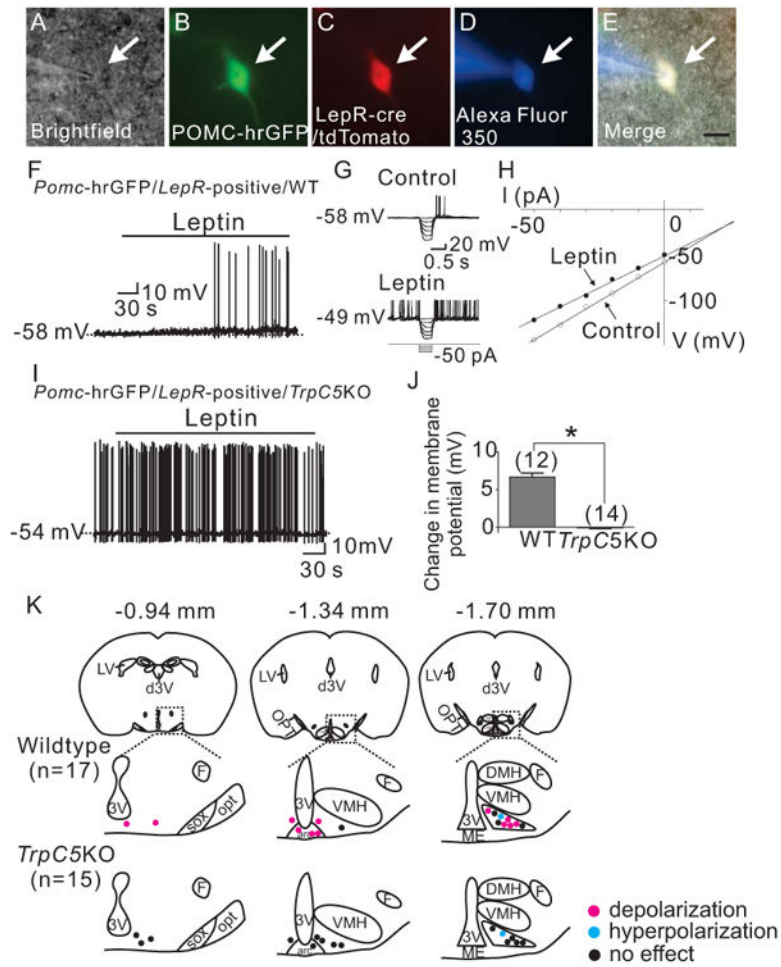 A
B
C
D
E
Brightfield
POMC-hrGFP
LepR-cre
/tdTomato
Alexa Fluor
350
Merge
F
Pomc-hrGFP/LepR-positive/WT
Leptin
10 mV
30 s
-58 mV
G
Control
-58 mV
20 mV
0.5 s
Leptin
-49 mV
-50 pA
H
I (pA)
-50
0
Leptin
-50
Control
-100
V (mV)
I
Pomc-hrGFP/LepR-positive/TrpC5KO
Leptin
-54 mV
10mV
30 s
J
Change in membrane
potential (mV)
10
5
0
(12)
*
(14)
WT
TrpC5KO
K
-0.94 mm
-1.34 mm
-1.70 mm
LV
d3V
LV
d3V
OPT
LV
d3V
OPT
Wildtype
(n=17)
3V
F
sox
opt
3V
arc
VMH
F
DMH
F
VMH
3V
ME
TrpC5KO
(n=15)
3V
F
sox
opt
3V
arc
VMH
F
DMH
F
VMH
3V
ME
depolarization
hyperpolarization
no effect